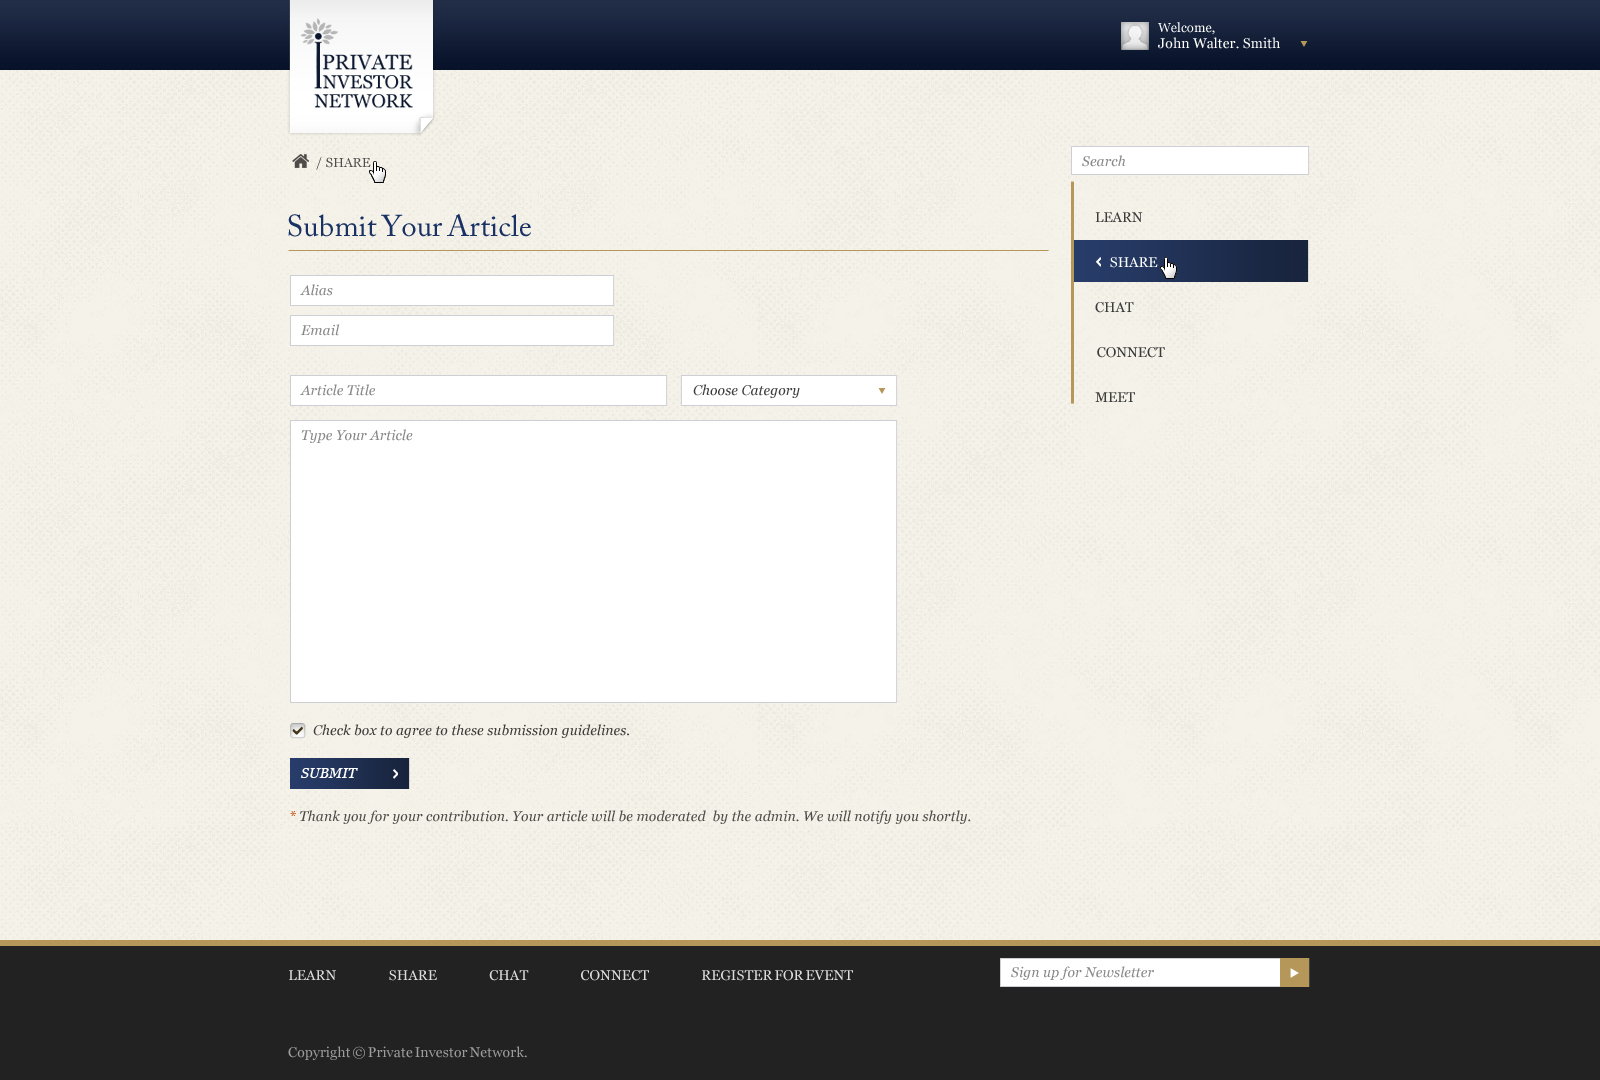 PRIVATE
INVESTOR
NETWORK
Welcome,
John Walter. Smith
/ SHARE
Search
LEARN
SHARE
CHAT
CONNECT
MEET
Submit Your Article
Alias
Email
Article Title
Choose Category
Type Your Article
Check box to agree to these submission guidelines.
SUBMIT
* Thank you for your contribution. Your article will be moderated  by the admin. We will notify you shortly.
LEARN SHARE CHAT CONNECT REGISTER FOR EVENT
Sign up for Newsletter
Copyright © Private Investor Network.